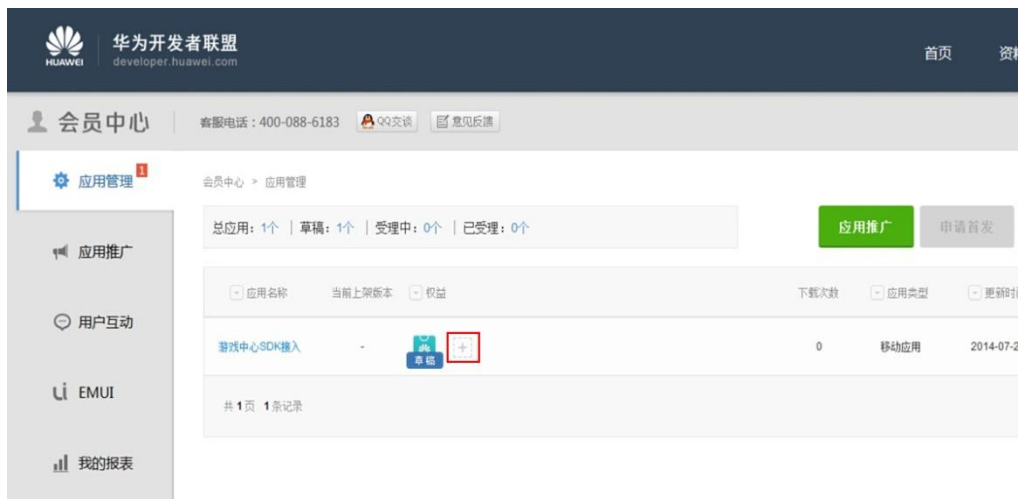 华为开发者联盟
HUAWEI developer.huawei.com
首页
会员中心 客服电话：400-088-6183 QQ交谈 意见反馈
应用管理 1
会员中心 > 应用管理
总应用：1个 | 草稿：1个 | 受理中：0个 | 已受理：0个
应用推广 申请首发
应用推广
应用名称 当前上架版本 权益 下载次数 应用类型 更新时
用户互动
游戏中心SDK接入 - 草稿 0 移动应用 2014-07-2
EMUI
共1页 1条记录
我的报表